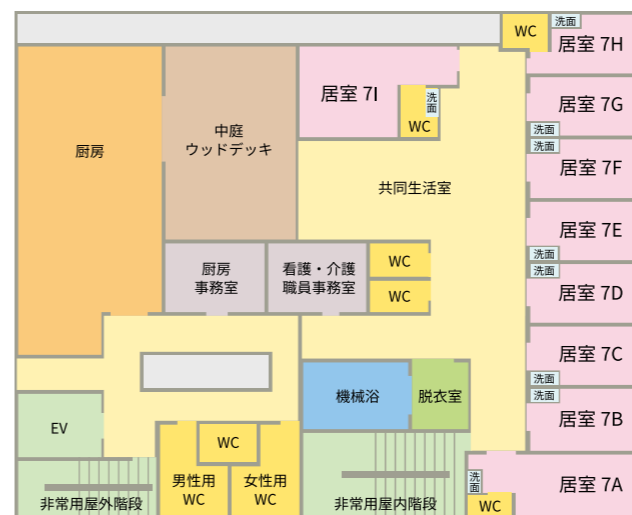 WC
洗面
居室 7H
居室 7I
洗面
WC
居室 7G
洗面
厨房
中庭
ウッドデッキ
洗面
居室 7F
共同生活室
居室 7E
洗面
WC
厨房
事務室
看護・介護
職員事務室
洗面
居室 7D
WC
居室 7C
洗面
機械浴
脱衣室
洗面
居室 7B
EV
WC
男性用
WC
女性用
WC
非常用屋外階段
非常用屋内階段
洗面
居室 7A
WC